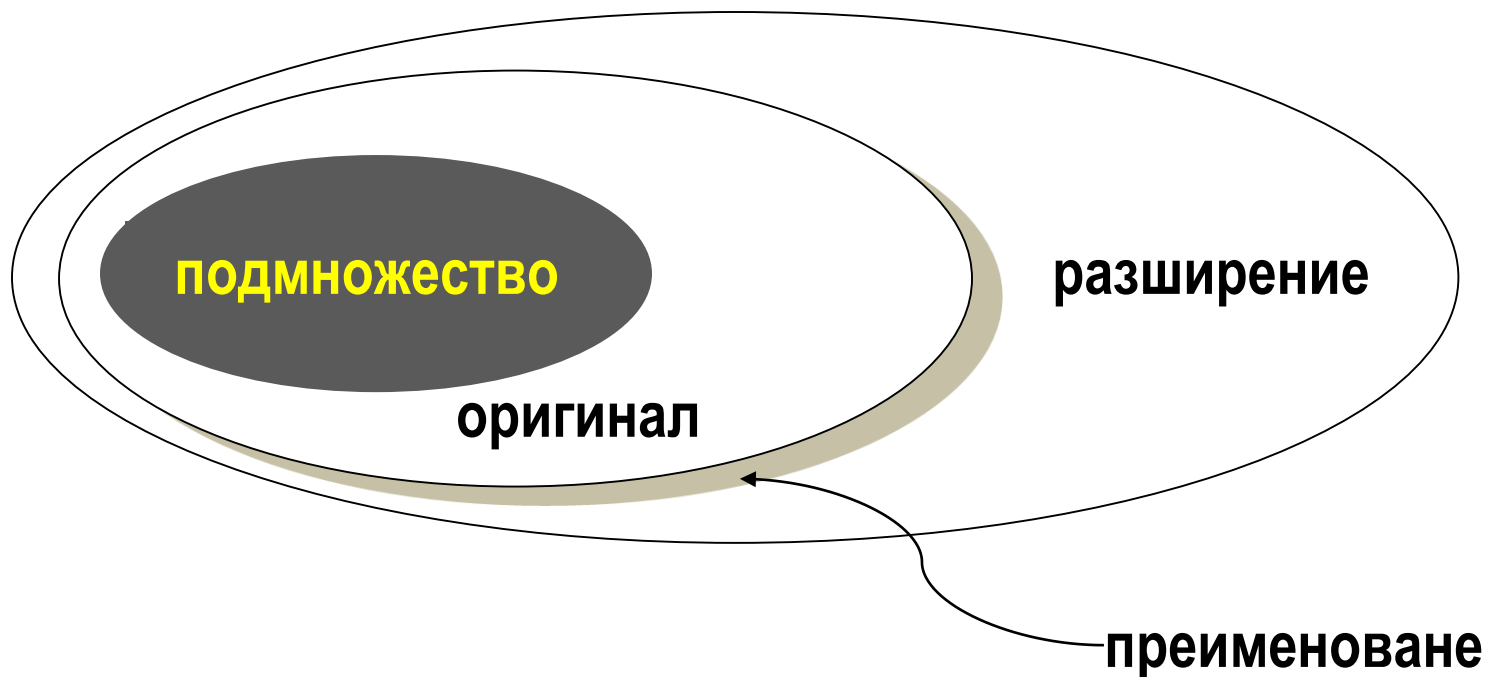 подмножество
разширение
оригинал
преименоване